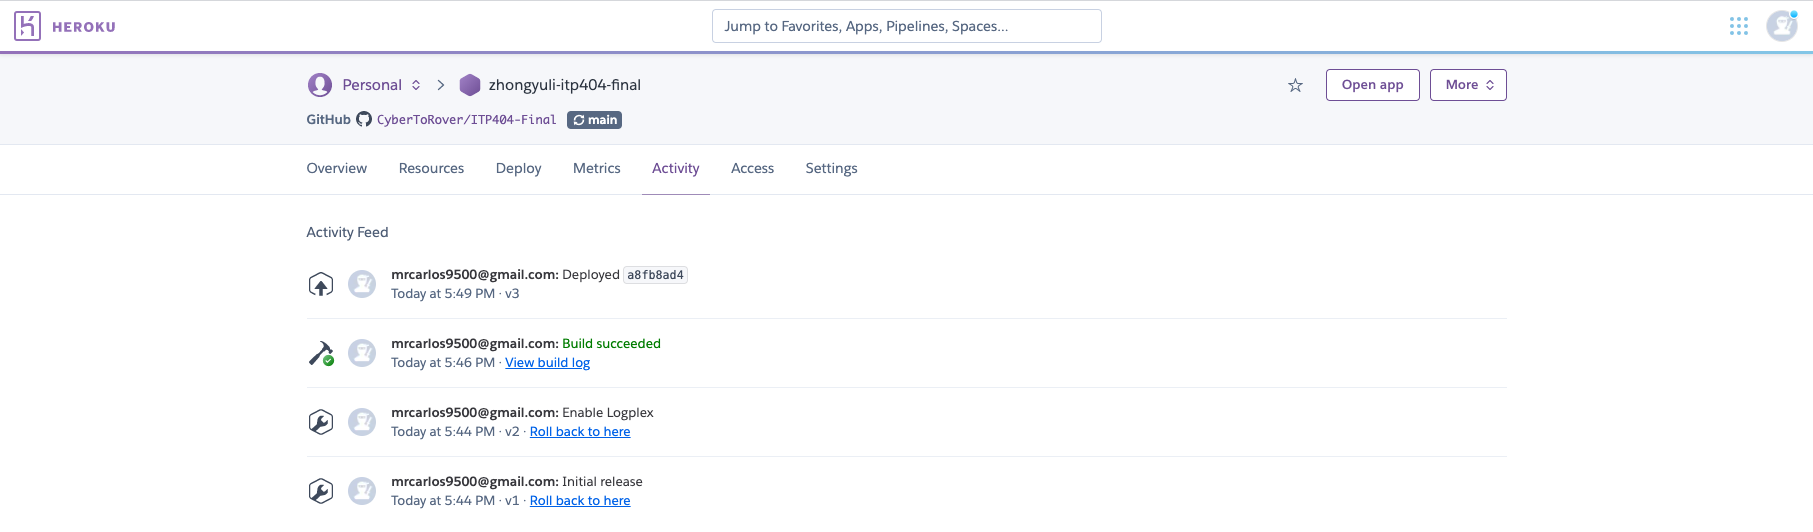 HEROKU
Jump to Favorites, Apps, Pipelines, Spaces...
Personal
zhongyuli-itp404-final
Open app
More
GitHub CyberToRover/ITP404-Final main
Overview Resources Deploy Metrics Activity Access Settings
Activity Feed
mrcarlos9500@gmail.com: Deployed a8fb8ad4
Today at 5:49 PM · v3
mrcarlos9500@gmail.com: Build succeeded
Today at 5:46 PM · View build log
mrcarlos9500@gmail.com: Enable Logplex
Today at 5:44 PM · v2 · Roll back to here
mrcarlos9500@gmail.com: Initial release
Today at 5:44 PM · v1 · Roll back to here